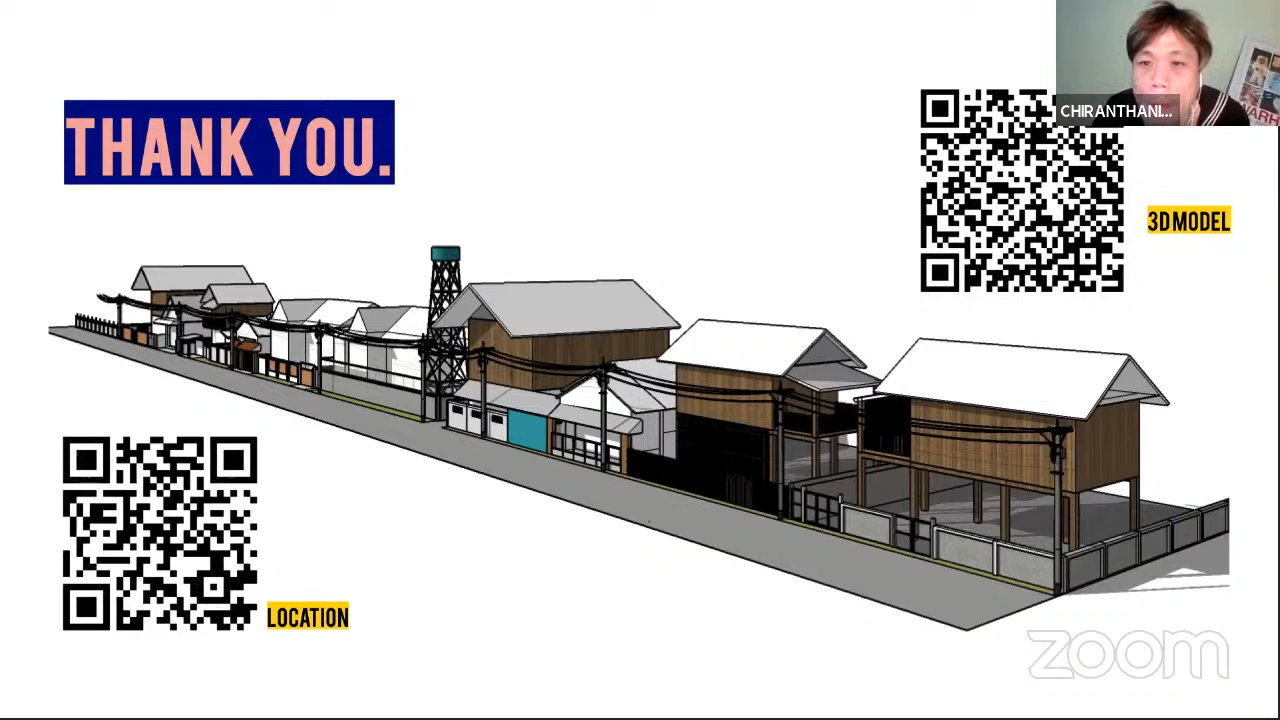 THANK YOU.
CHIRANTHANI...
3D MODEL
LOCATION
zoom